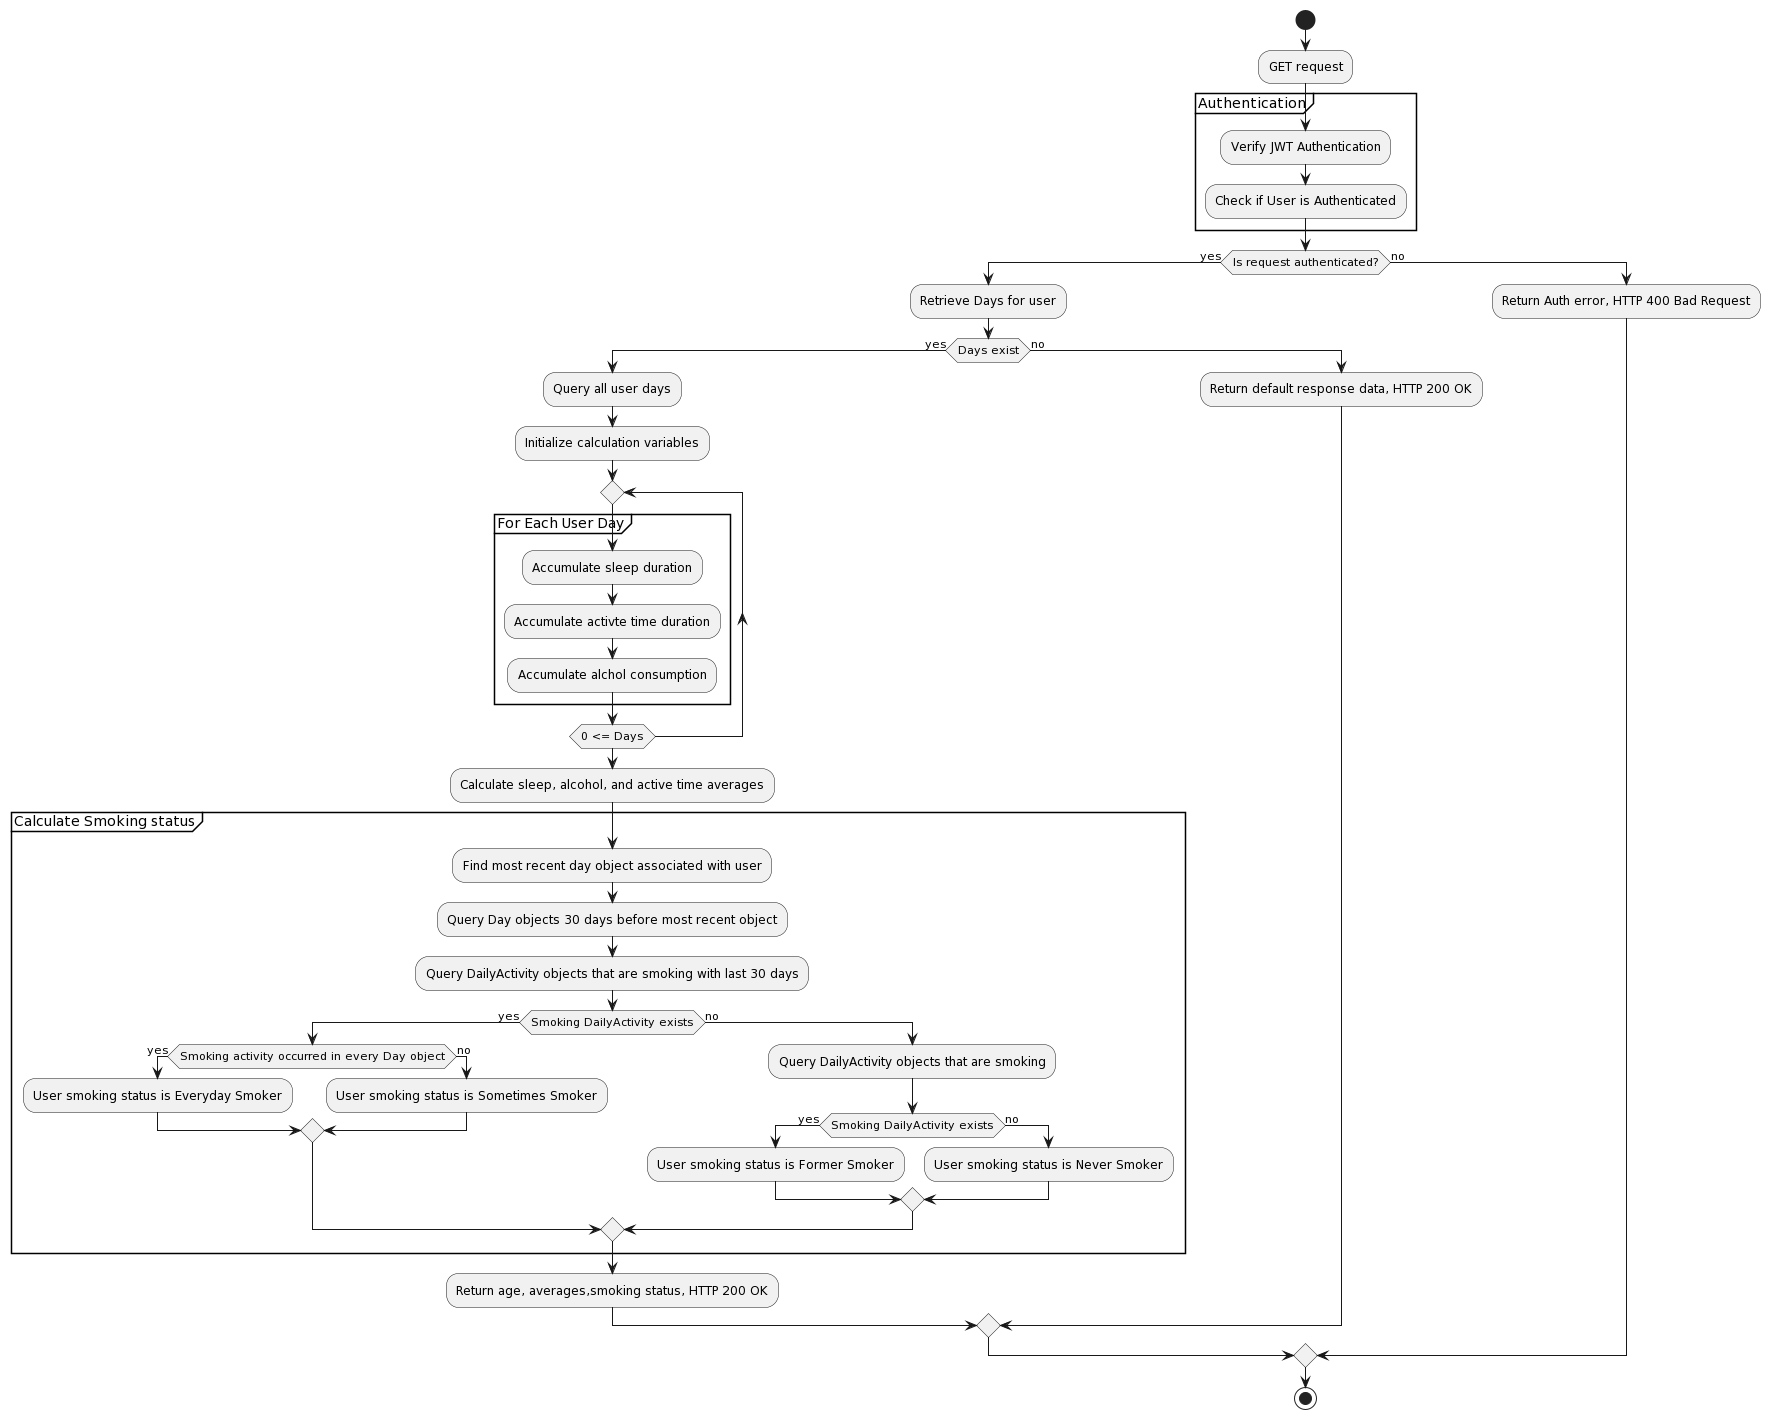 GET request
Authentication
Verify JWT Authentication
Check if User is Authenticated
yes
Is request authenticated?
no
Retrieve Days for user
Return Auth error, HTTP 400 Bad Request
yes
Days exist
no
Query all user days
Return default response data, HTTP 200 OK
Initialize calculation variables
For Each User Day
Accumulate sleep duration
Accumulate activte time duration
Accumulate alchol consumption
0 <= Days
Calculate sleep, alcohol, and active time averages
Calculate Smoking status
Find most recent day object associated with user
Query Day objects 30 days before most recent object
Query DailyActivity objects that are smoking with last 30 days
yes
Smoking DailyActivity exists
no
yes
Smoking activity occurred in every Day object
no
Query DailyActivity objects that are smoking
User smoking status is Everyday Smoker
User smoking status is Sometimes Smoker
yes
Smoking DailyActivity exists
no
User smoking status is Former Smoker
User smoking status is Never Smoker
Return age, averages,smoking status, HTTP 200 OK